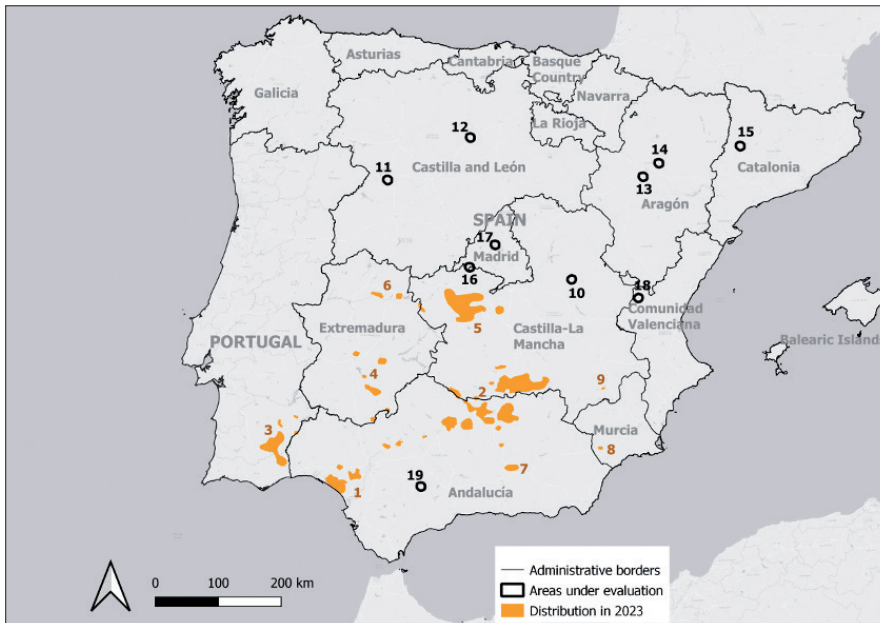 Asturias
Cantabria
Basque
Country
Galicia
Navarra
La Rioja
12
14
15
11
Castilla and León
13
Catalonia
Aragón
SPAIN
17
Madrid
16
10
18
6
Comunidad
Valenciana
Extremadura
5
Castilla-La
Mancha
PORTUGAL
Balearic Islands
4
2
9
3
Murcia
8
7
1
19
Andalucía
0 100 200 km
Administrative borders
Areas under evaluation
Distribution in 2023